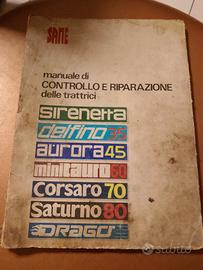 SAME
manuale di
CONTROLLO E RIPARAZIONE
delle trattrici
sirenetta
delfino 35
aurora 45
minitauro 60
Corsaro 70
Saturno 80
DRAGO
subito